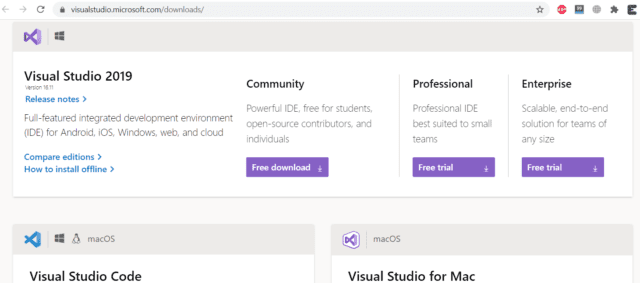 visualstudio.microsoft.com/downloads/
Visual Studio 2019
Version 16.11
Release notes >
Full-featured integrated development environment
(IDE) for Android, iOS, Windows, web, and cloud
Compare editions >
How to install offline >
Community
Powerful IDE, free for students,
open-source contributors, and
individuals
Free download
Professional
Professional IDE
best suited to small
teams
Free trial
Enterprise
Scalable, end-to-end
solution for teams of
any size
Free trial
macOS
Visual Studio Code
macOS
Visual Studio for Mac